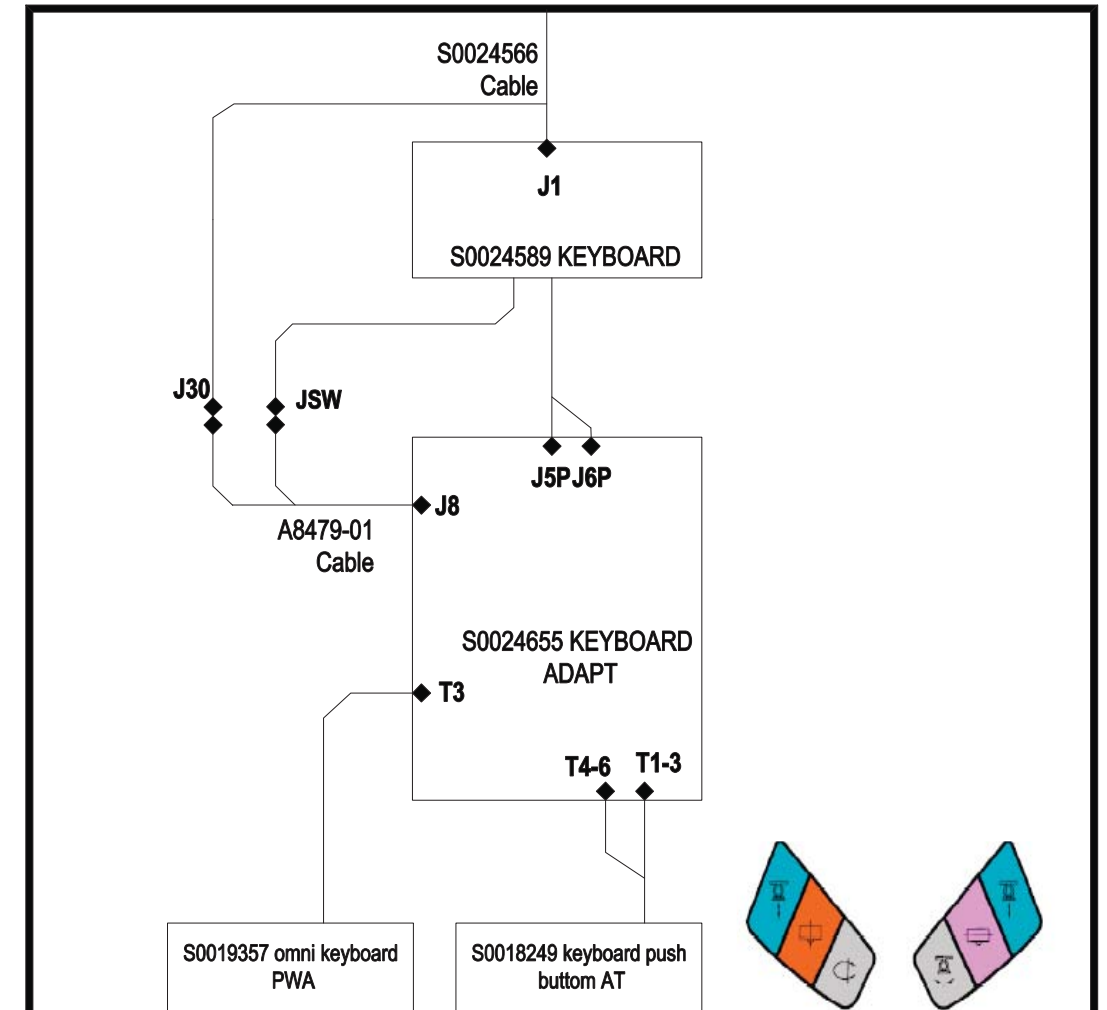 S0024566
Cable
J1
S0024589 KEYBOARD
J30
JSW
J5P J6P
J8
A8479-01
Cable
S0024655 KEYBOARD
ADAPT
T3
T4-6
T1-3
S0019357 omni keyboard
PWA
S0018249 keyboard push
buttom AT